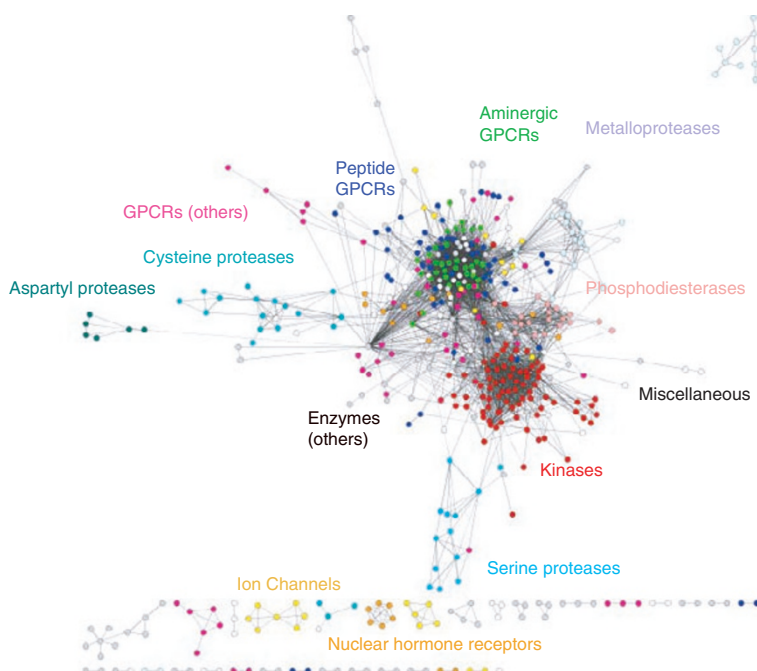 Aminergic
GPCRs
Metalloproteases
Peptide
GPCRs
GPCRs (others)
Cysteine proteases
Aspartyl proteases
Phosphodiesterases
Miscellaneous
Enzymes
(others)
Kinases
Serine proteases
Ion Channels
Nuclear hormone receptors